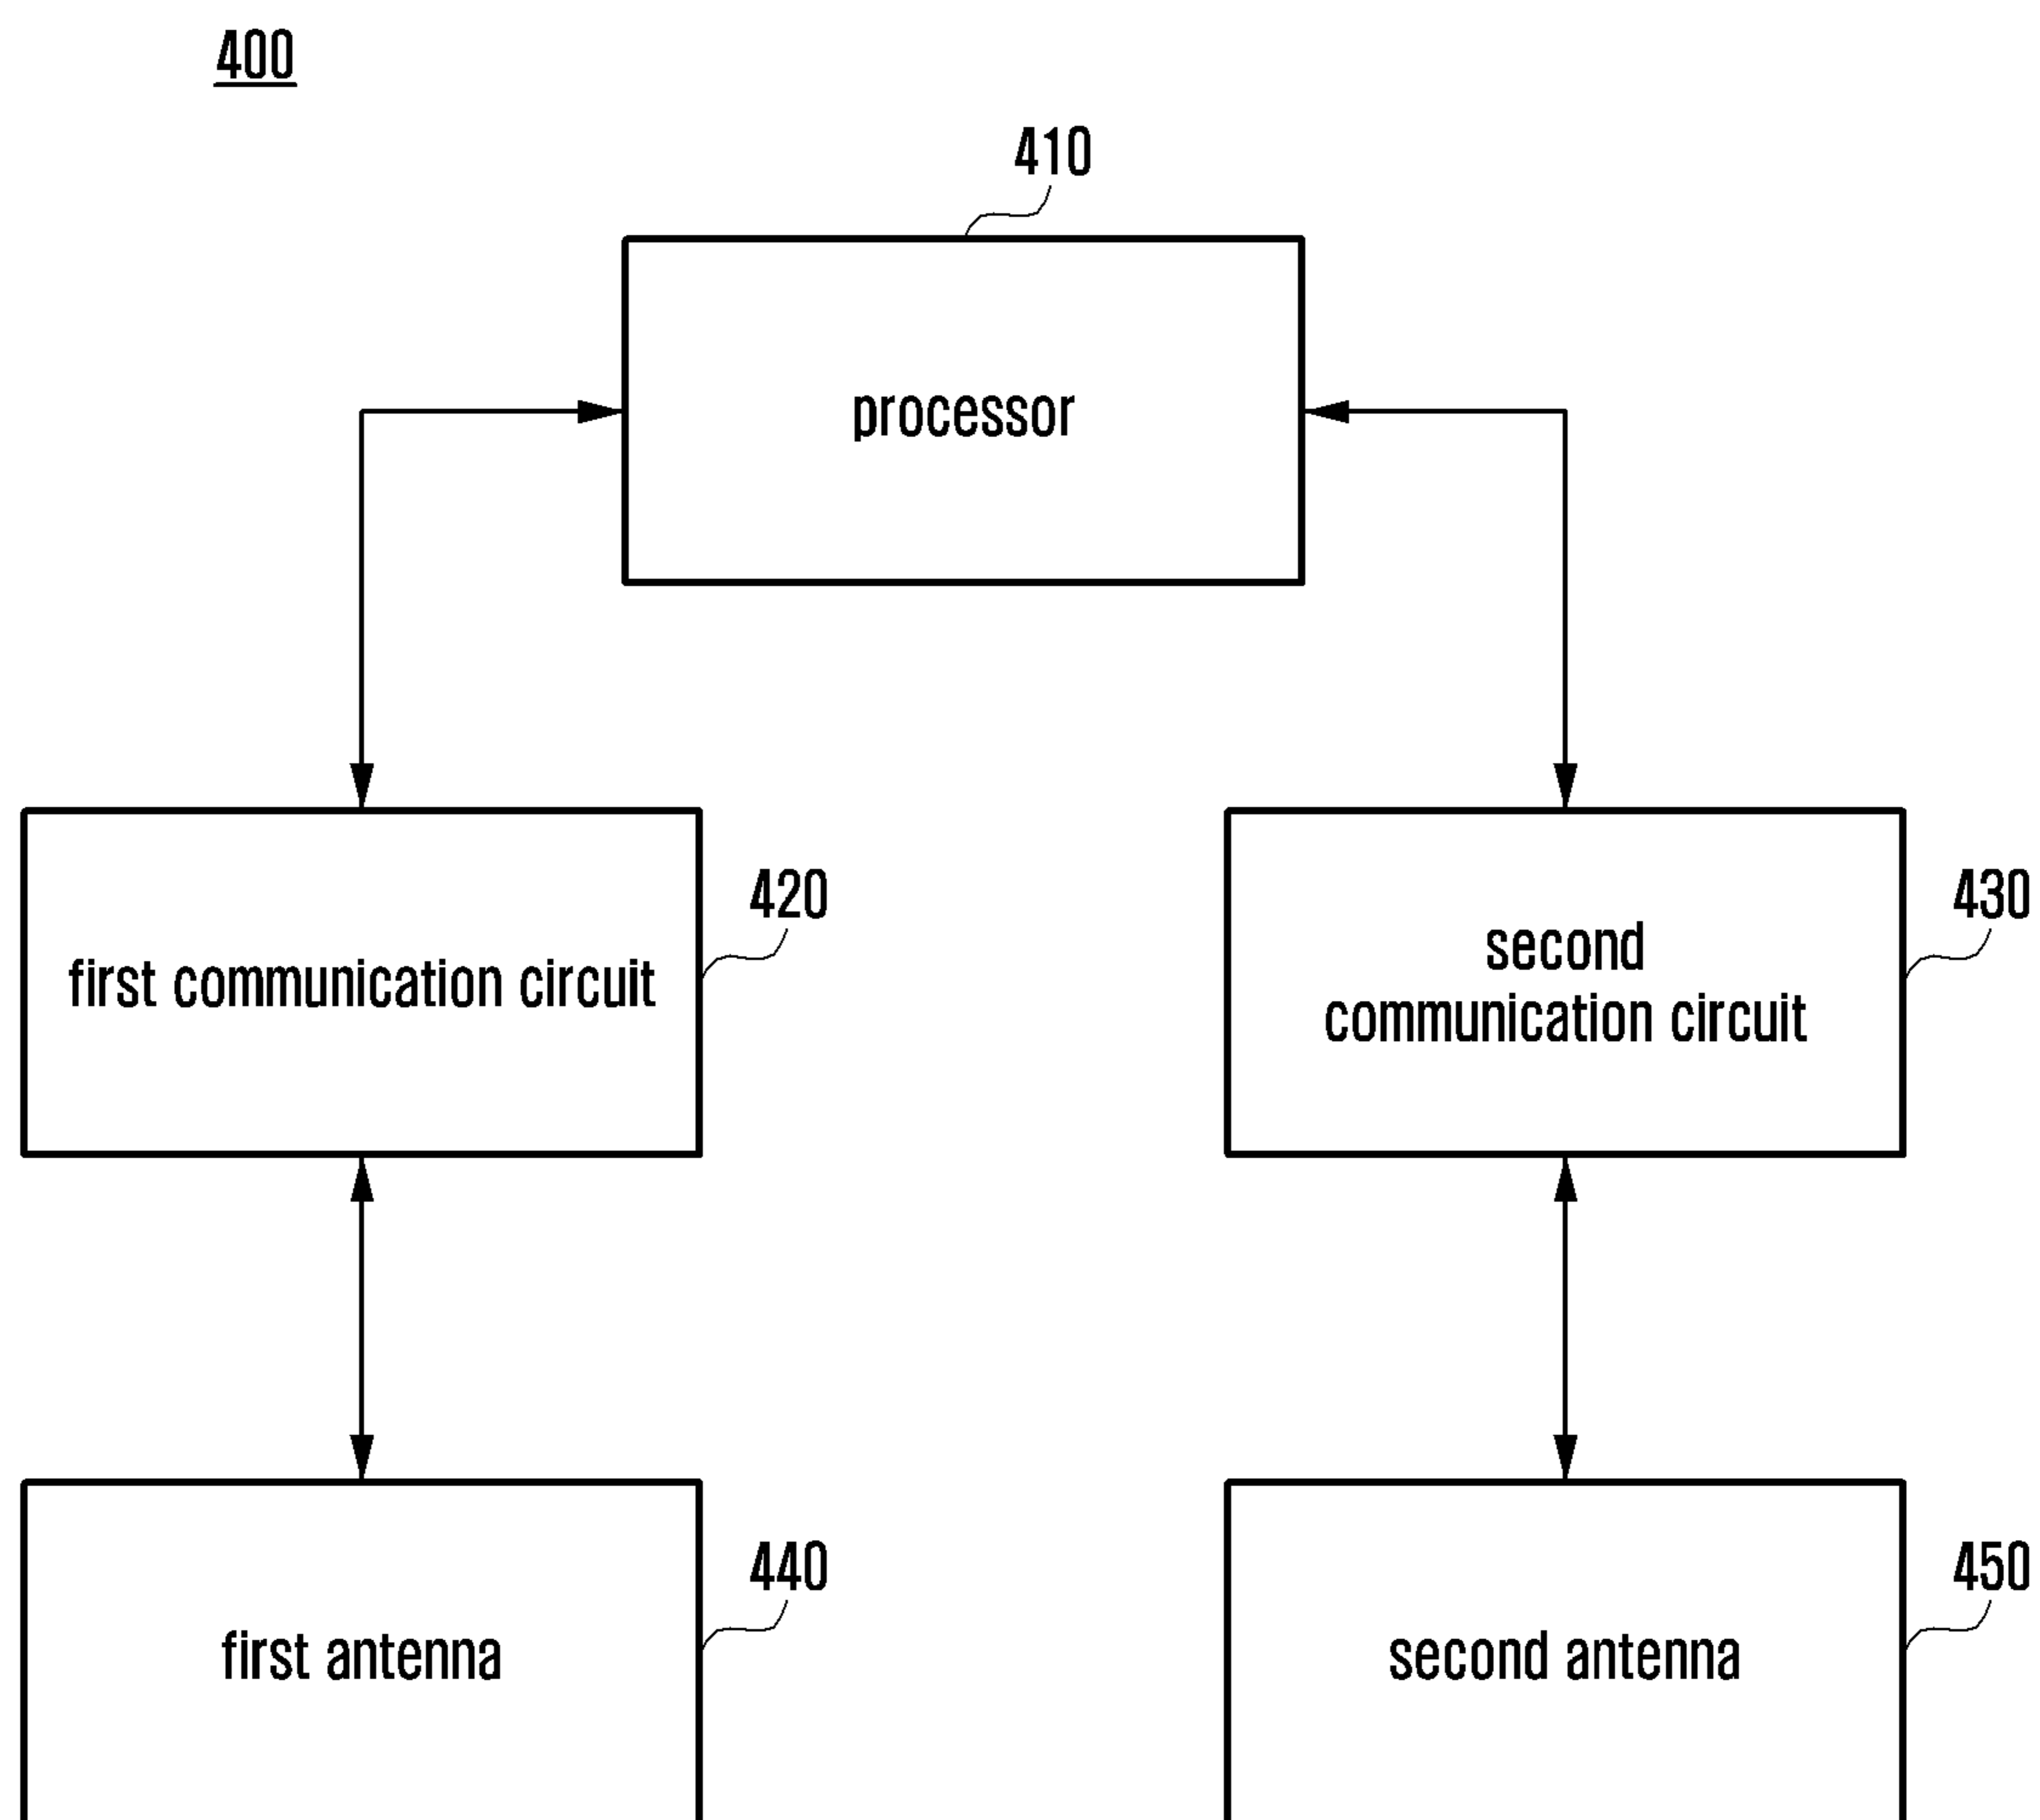 400
410
processor
420
first communication circuit
430
second
communication circuit
440
first antenna
450
second antenna